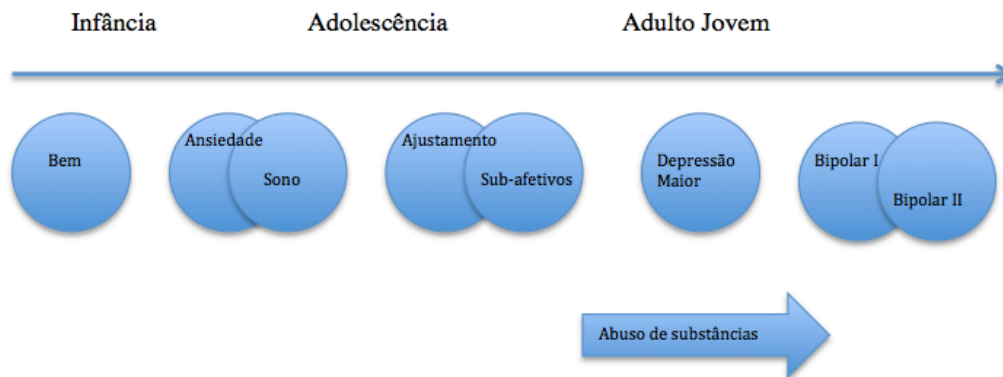 Infância
Adolescência
Adulto Jovem
Bem
Ansiedade
Sono
Ajustamento
Sub-afetivos
Depressão
Maior
Bipolar I
Bipolar II
Abuso de substâncias